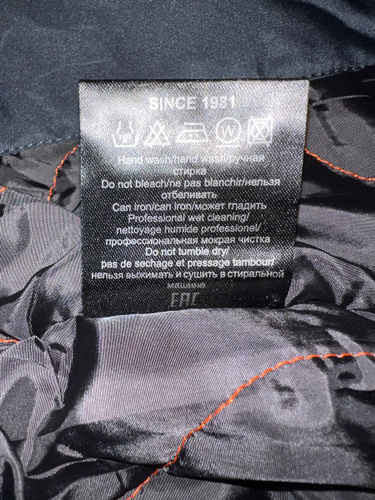 SINCE 1981
Hand wash/hand wash/ручная
стирка
Do not bleach/ne pas blanchir/нельзя
отбеливать
Can iron/can iron/может гладить
Professional wet cleaning/
nettoyage humide professionel/
профессиональная мокрая чистка
Do not tumble dry/
pas de sechage et pressage tambour/
нельзя выжимать и сушить в стиральной
машине
EAC